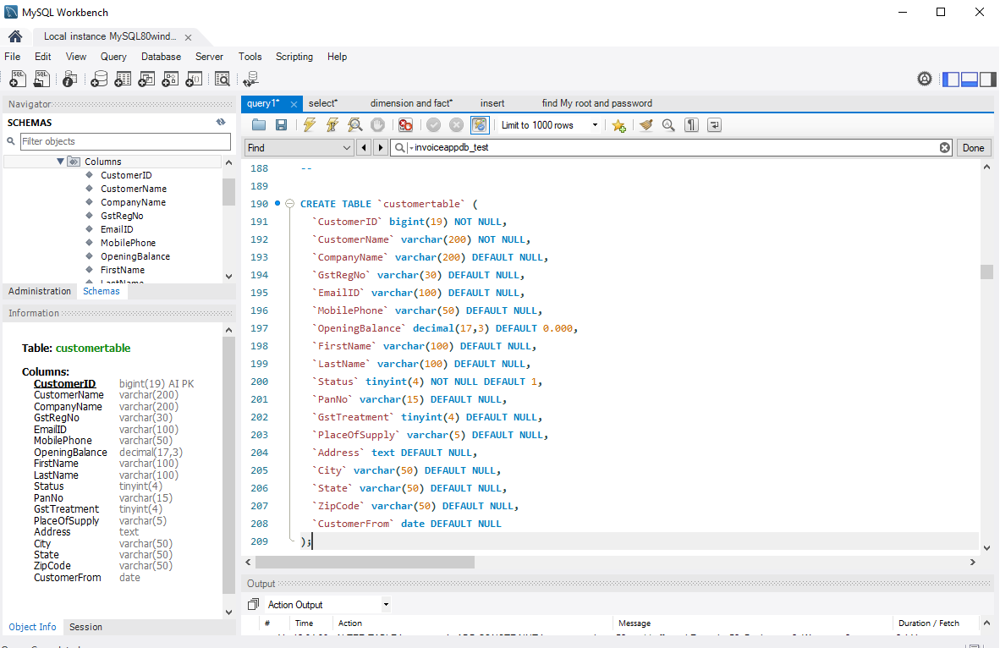 MySQL Workbench
Local instance MySQL80wind...
File Edit View Query Database Server Tools Scripting Help
Navigator
SCHEMAS
Filter objects
Columns
CustomerID
CustomerName
CompanyName
GstRegNo
EmailID
MobilePhone
OpeningBalance
FirstName
LastName
Administration Schemas
Information
Table: customertable
Columns:
CustomerID bigint(19) AI PK
CustomerName varchar(200)
CompanyName varchar(200)
GstRegNo varchar(30)
EmailID varchar(100)
MobilePhone varchar(50)
OpeningBalance decimal(17,3)
FirstName varchar(100)
LastName varchar(100)
Status tinyint(4)
PanNo varchar(15)
GstTreatment tinyint(4)
PlaceOfSupply varchar(5)
Address text
City varchar(50)
State varchar(50)
ZipCode varchar(50)
CustomerFrom date
Object Info Session
query1* select* dimension and fact* insert find My root and password
Limit to 1000 rows
Find invoiceappdb_test Done
188 --
189
190 CREATE TABLE `customertable` (
191 `CustomerID` bigint(19) NOT NULL,
192 `CustomerName` varchar(200) NOT NULL,
193 `CompanyName` varchar(200) DEFAULT NULL,
194 `GstRegNo` varchar(30) DEFAULT NULL,
195 `EmailID` varchar(100) DEFAULT NULL,
196 `MobilePhone` varchar(50) DEFAULT NULL,
197 `OpeningBalance` decimal(17,3) DEFAULT 0.000,
198 `FirstName` varchar(100) DEFAULT NULL,
199 `LastName` varchar(100) DEFAULT NULL,
200 `Status` tinyint(4) NOT NULL DEFAULT 1,
201 `PanNo` varchar(15) DEFAULT NULL,
202 `GstTreatment` tinyint(4) DEFAULT NULL,
203 `PlaceOfSupply` varchar(5) DEFAULT NULL,
204 `Address` text DEFAULT NULL,
205 `City` varchar(50) DEFAULT NULL,
206 `State` varchar(50) DEFAULT NULL,
207 `ZipCode` varchar(50) DEFAULT NULL,
208 `CustomerFrom` date DEFAULT NULL
209 );
Output
Action Output
# Time Action Message Duration / Fetch